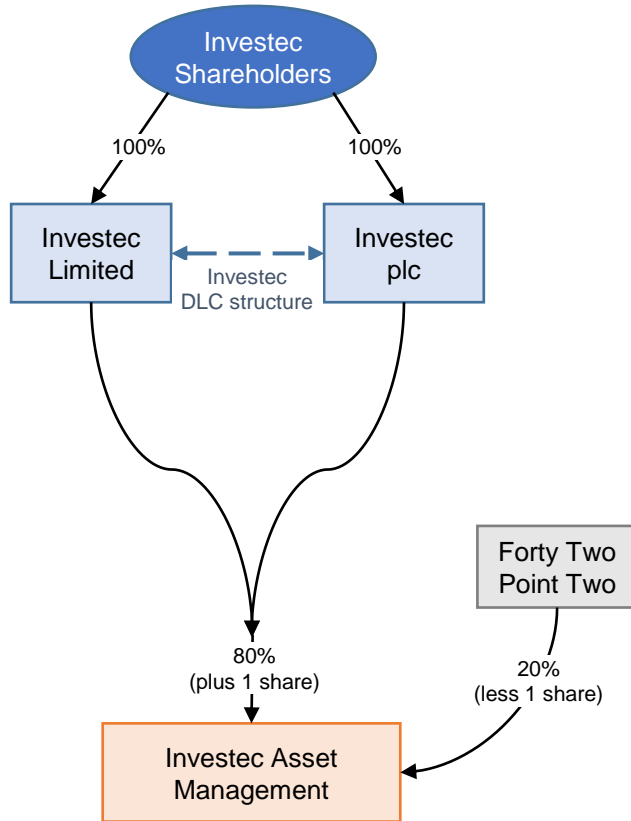 Investec
Shareholders
100%
100%
Investec
Limited
Investec
plc
Investec
DLC structure
Forty Two
Point Two
80%
(plus 1 share)
20%
(less 1 share)
Investec Asset
Management